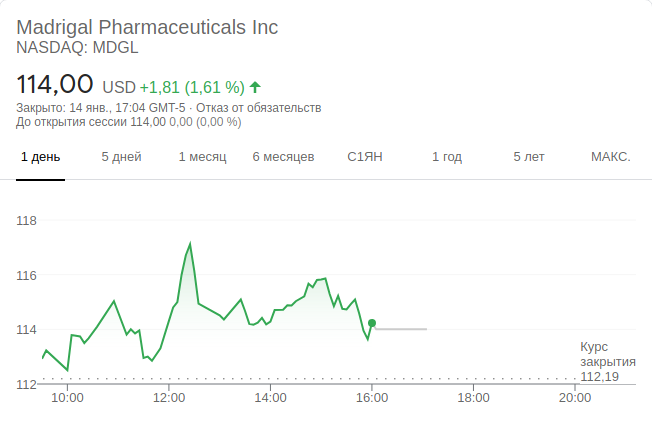 Madrigal Pharmaceuticals Inc
NASDAQ: MDGL
114,00 USD +1,81 (1,61 %)
Закрыто: 14 янв., 17:04 GMT-5 · Отказ от обязательств
До открытия сессии 114,00 0,00 (0,00 %)
1 день 5 дней 1 месяц 6 месяцев С1ЯН 1 год 5 лет МАКС.
118
116
114
112
Курс
закрытия
112,19
10:00 12:00 14:00 16:00 18:00 20:00